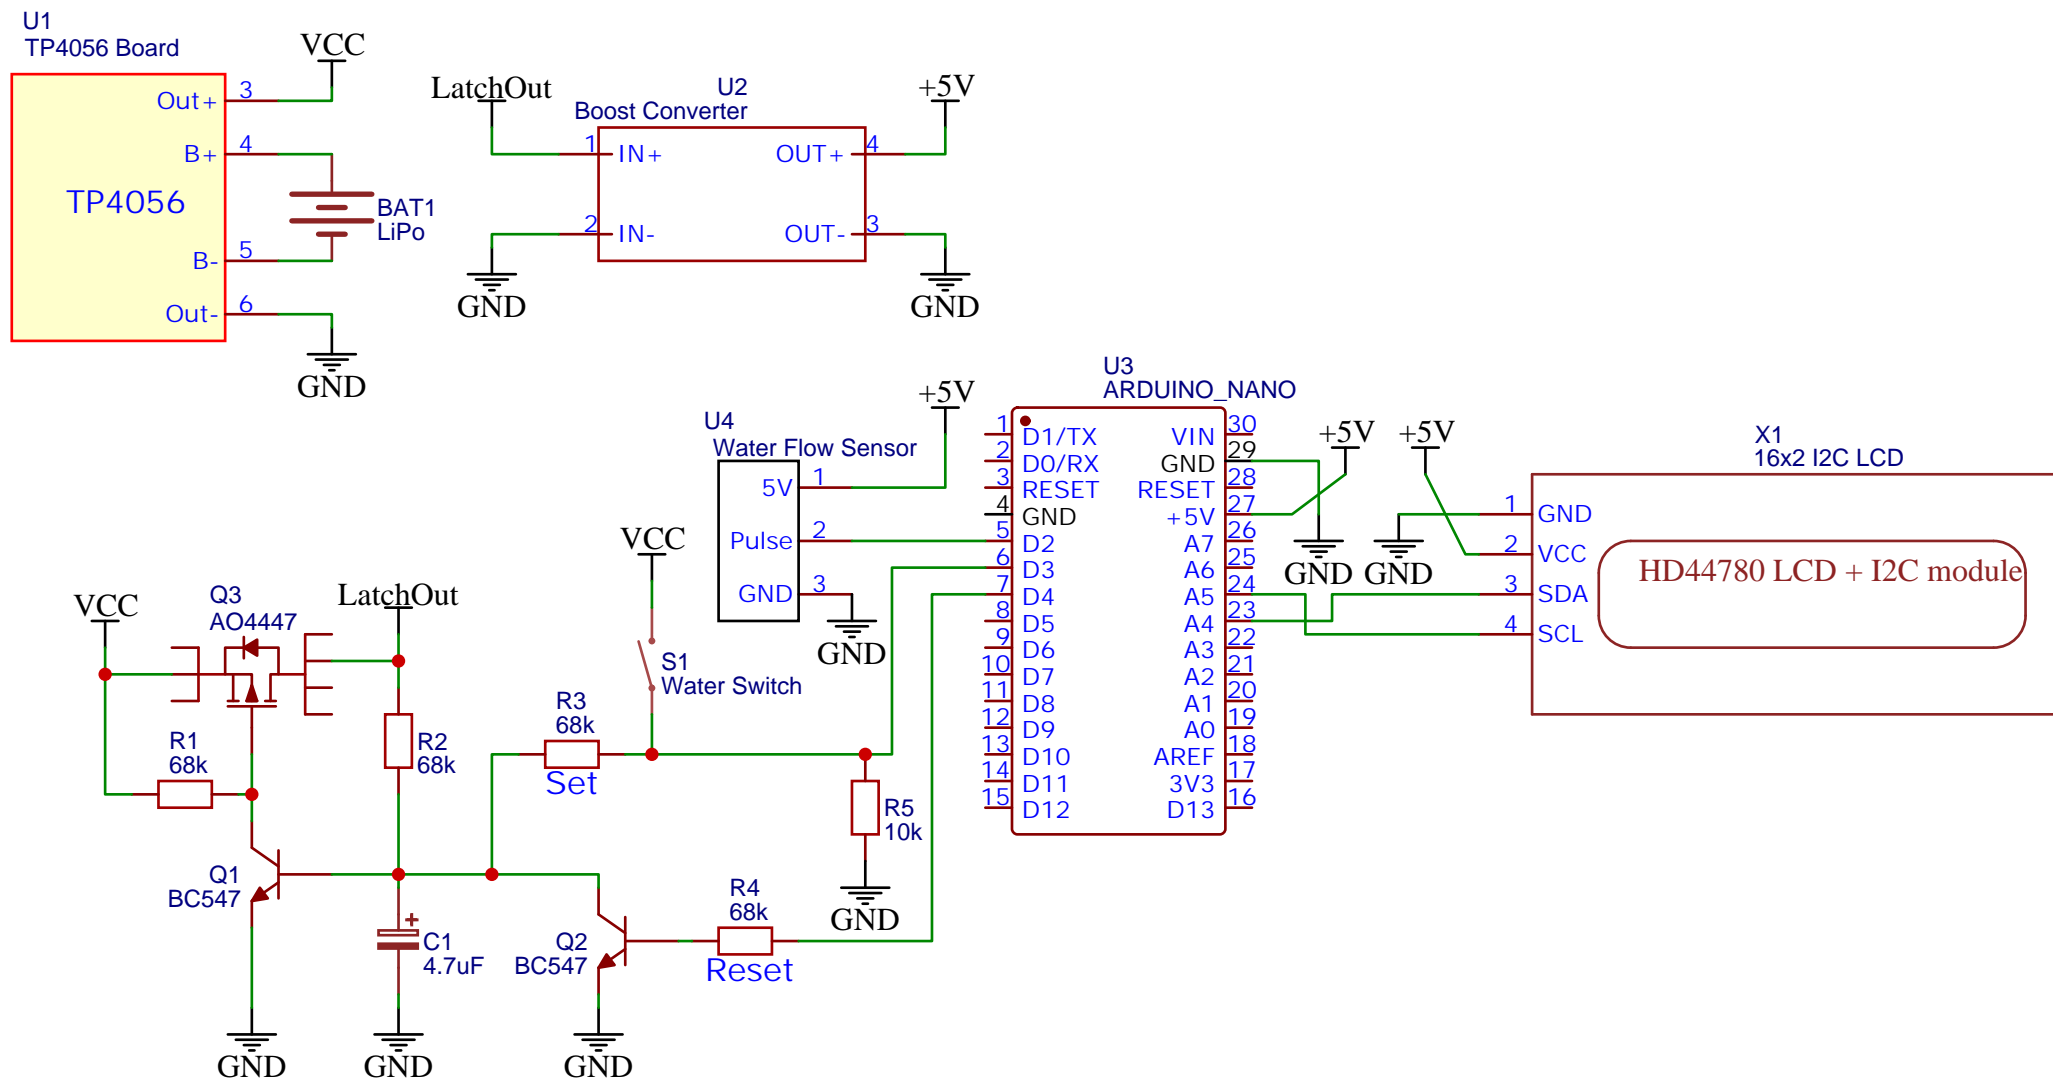 U1
TP4056 Board
VCC
Out+ 3
B+ 4
TP4056
BAT1
LiPo
B- 5
Out- 6
GND
LatchOut
U2
Boost Converter
+5V
1 IN+
OUT+ 4
2 IN-
OUT- 3
GND
GND
U3
ARDUINO_NANO
1 D1/TX
2 D0/RX
3 RESET
4 GND
5 D2
6 D3
7 D4
8 D5
9 D6
10 D7
11 D8
12 D9
13 D10
14 D11
15 D12
VIN 30
GND 29
RESET 28
+5V 27
A7 26
A6 25
A5 24
A4 23
A3 22
A2 21
A1 20
A0 19
AREF 18
3V3 17
D13 16
+5V
GND
+5V
GND
X1
16x2 I2C LCD
1 GND
2 VCC
3 SDA
4 SCL
HD44780 LCD + I2C module
+5V
U4
Water Flow Sensor
5V 1
Pulse 2
GND 3
GND
VCC
S1
Water Switch
R3
68k
Set
R5
10k
GND
R4
68k
Reset
Q2
BC547
GND
VCC
Q3
AO4447
LatchOut
R1
68k
R2
68k
Q1
BC547
GND
+
C1
4.7uF
GND